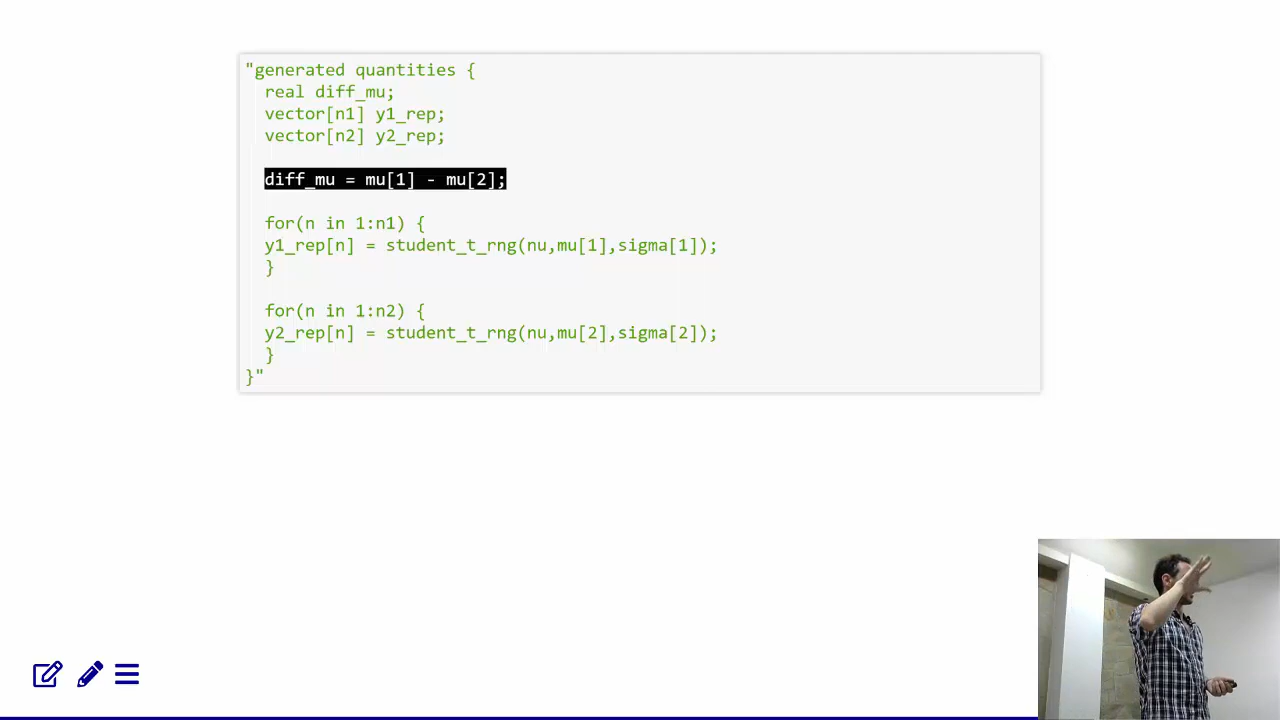 "generated quantities {
real diff_mu;
vector[n1] y1_rep;
vector[n2] y2_rep;
diff_mu = mu[1] - mu[2];
for(n in 1:n1) {
y1_rep[n] = student_t_rng(nu,mu[1],sigma[1]);
}
for(n in 1:n2) {
y2_rep[n] = student_t_rng(nu,mu[2],sigma[2]);
}
}"